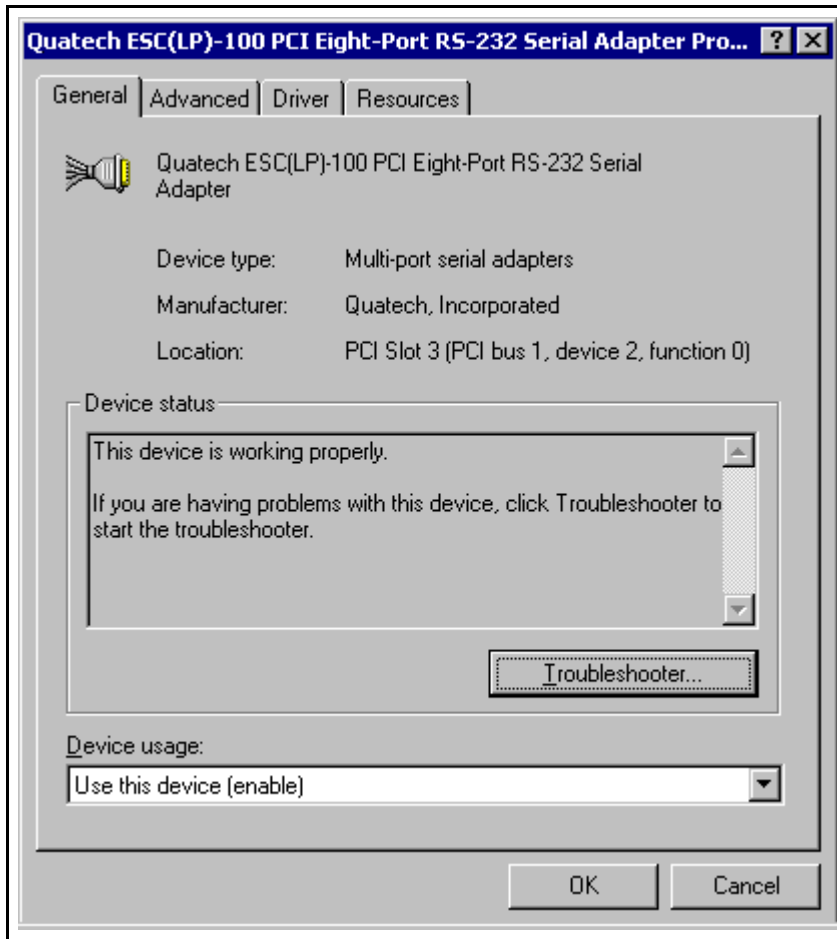 Quatech ESC(LP)-100 PCI Eight-Port RS-232 Serial Adapter Pro...
General
Advanced
Driver
Resources
Quatech ESC(LP)-100 PCI Eight-Port RS-232 Serial
Adapter
Device type: Multi-port serial adapters
Manufacturer: Quatech, Incorporated
Location: PCI Slot 3 (PCI bus 1, device 2, function 0)
Device status
This device is working properly.
If you are having problems with this device, click Troubleshooter to
start the troubleshooter.
Troubleshooter...
Device usage:
Use this device (enable)
OK
Cancel